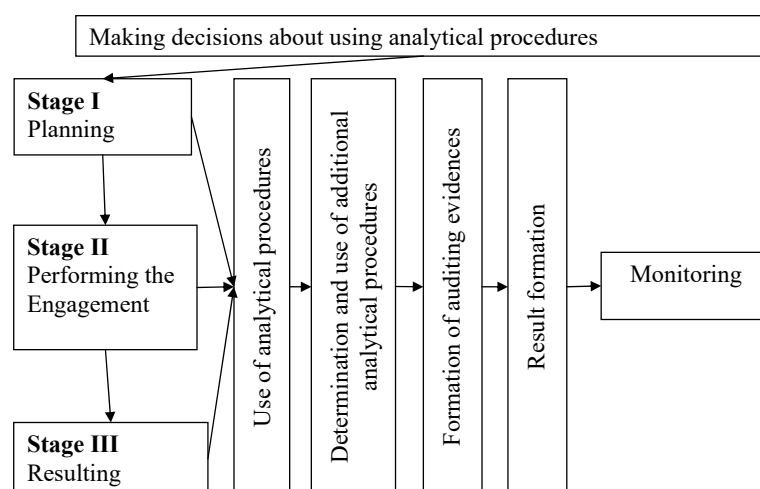 Making decisions about using analytical procedures
Stage I
Planning
Stage II
Performing the
Engagement
Stage III
Resulting
Use of analytical procedures
Determination and use of additional
analytical procedures
Formation of auditing evidences
Result formation
Monitoring